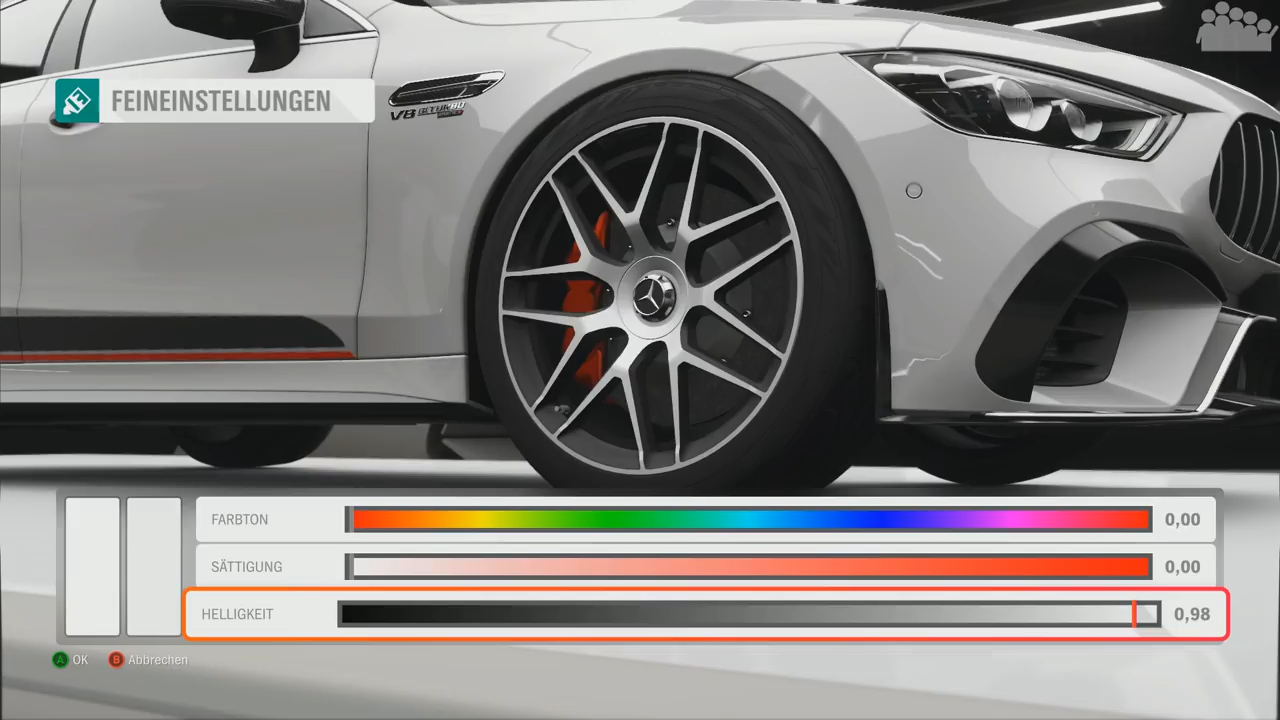 FEINEINSTELLUNGEN
V8 BITURBO
FARBTON
0,00
SÄTTIGUNG
0,00
HELLIGKEIT
0,98
A OK
B Abbrechen